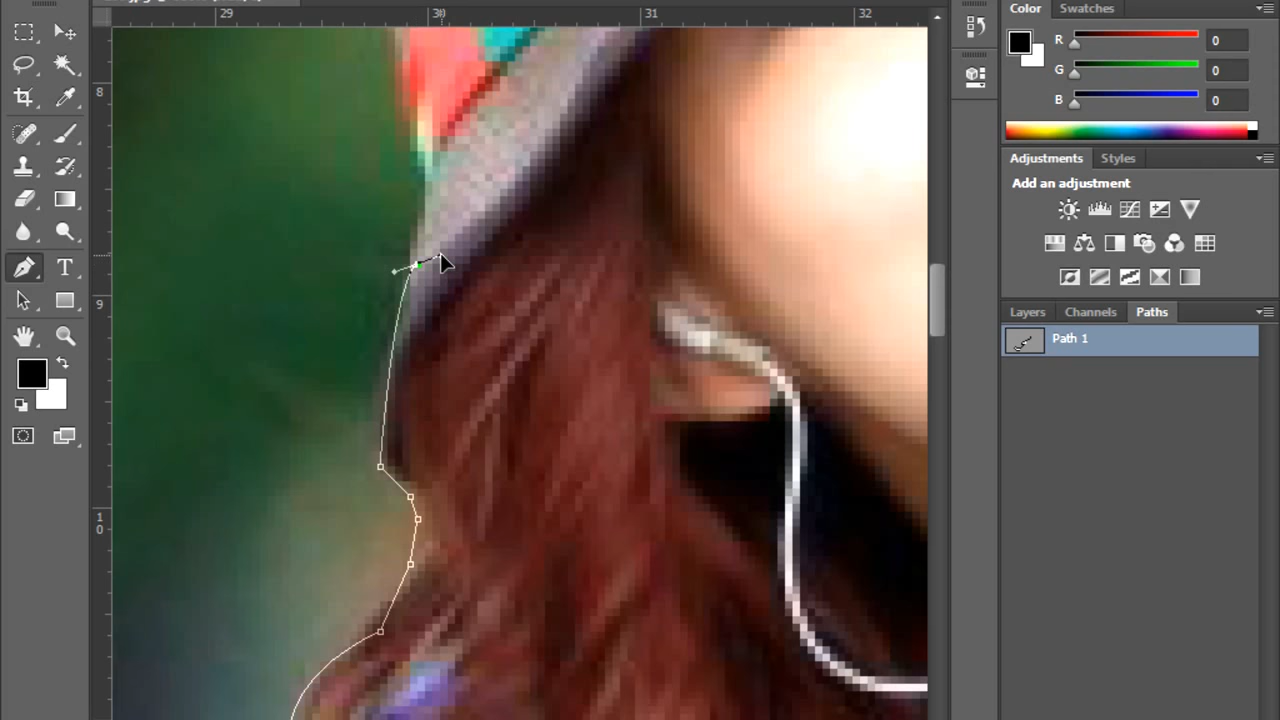 29
30
31
32
8
9
1
0
T
Color
Swatches
R
0
G
0
B
0
Adjustments
Styles
Add an adjustment
Layers
Channels
Paths
Path 1